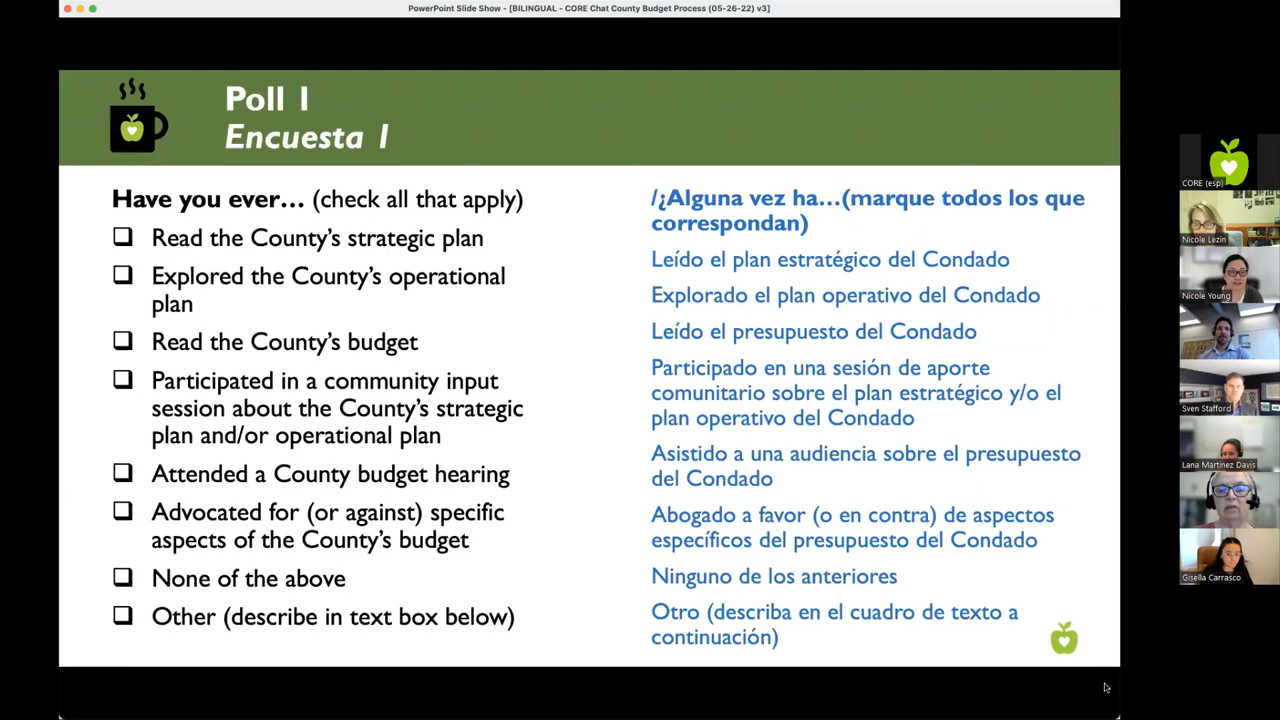 PowerPoint Slide Show - [BILINGUAL - CORE Chat County Budget Process (05-26-22) v3]
Poll 1
Encuesta 1
Have you ever... (check all that apply)
Read the County's strategic plan
Explored the County's operational
plan
Read the County's budget
Participated in a community input
session about the County's strategic
plan and/or operational plan
Attended a County budget hearing
Advocated for (or against) specific
aspects of the County's budget
None of the above
Other (describe in text box below)
/¿Alguna vez ha...(marque todos los que
correspondan)
Leído el plan estratégico del Condado
Explorado el plan operativo del Condado
Leído el presupuesto del Condado
Participado en una sesión de aporte
comunitario sobre el plan estratégico y/o el
plan operativo del Condado
Asistido a una audiencia sobre el presupuesto
del Condado
Abogado a favor (o en contra) de aspectos
específicos del presupuesto del Condado
Ninguno de los anteriores
Otro (describa en el cuadro de texto a
continuación)
CORE (esp)
Nicole Lezin
Nicole Young
Sven Stafford
Lana Martinez Davis
Gisella Carrasco